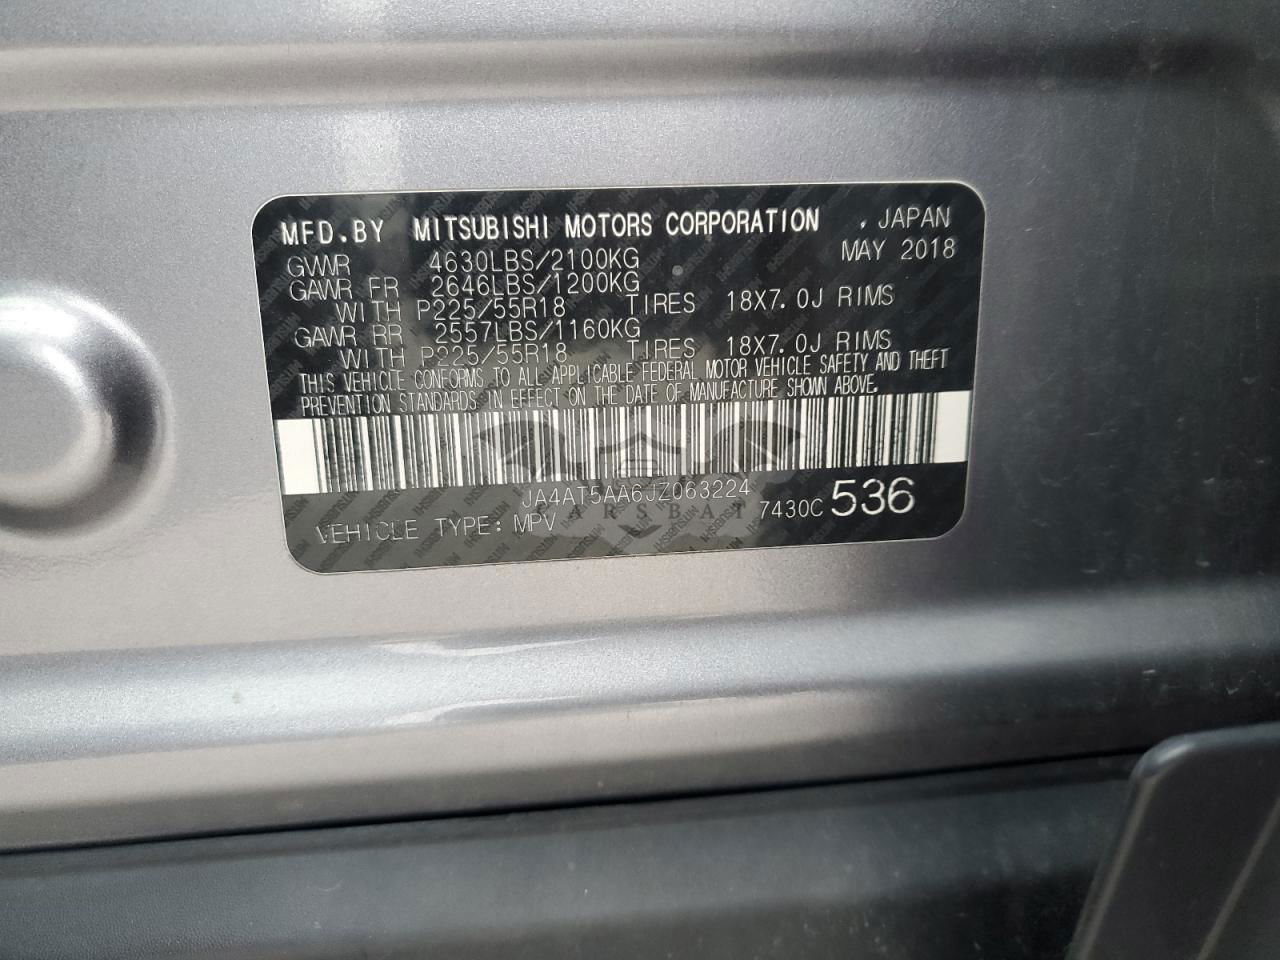 MFD.BY MITSUBISHI MOTORS CORPORATION , JAPAN
GWWR 4630LBS/2100KG MAY 2018
GAWR FR 2646LBS/1200KG
WITH P225/55R18 TIRES 18X7.0J RIMS
GAWR RR 2557LBS/1160KG
WITH P225/55R18 TIRES 18X7.0J RIMS
THIS VEHICLE CONFORMS TO ALL APPLICABLE FEDERAL MOTOR VEHICLE SAFETY AND THEFT
PREVENTION STANDARDS IN EFFECT ON THE DATE OF MANUFACTURE SHOWN ABOVE.
JA4AT5AA6JZ063224
CARSBAT
VEHICLE TYPE: MPV 7430C 536